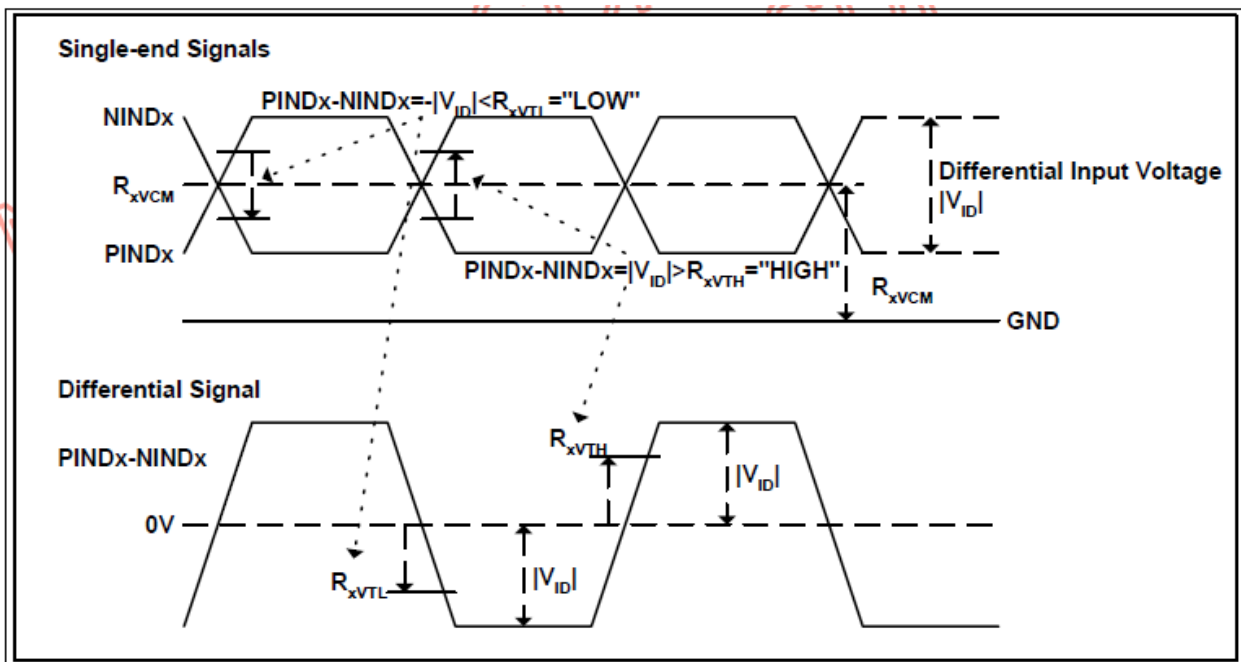 Single-end Signals
PINDx-NINDx=-|VID|<RxVTL="LOW"
NINDx
RxVCM
PINDx
Differential Input Voltage
|VID|
PINDx-NINDx=|VID|>RxVTH="HIGH"
RxVCM
GND
Differential Signal
PINDx-NINDx
RxVTH
|VID|
0V
RxVTL
|VID|